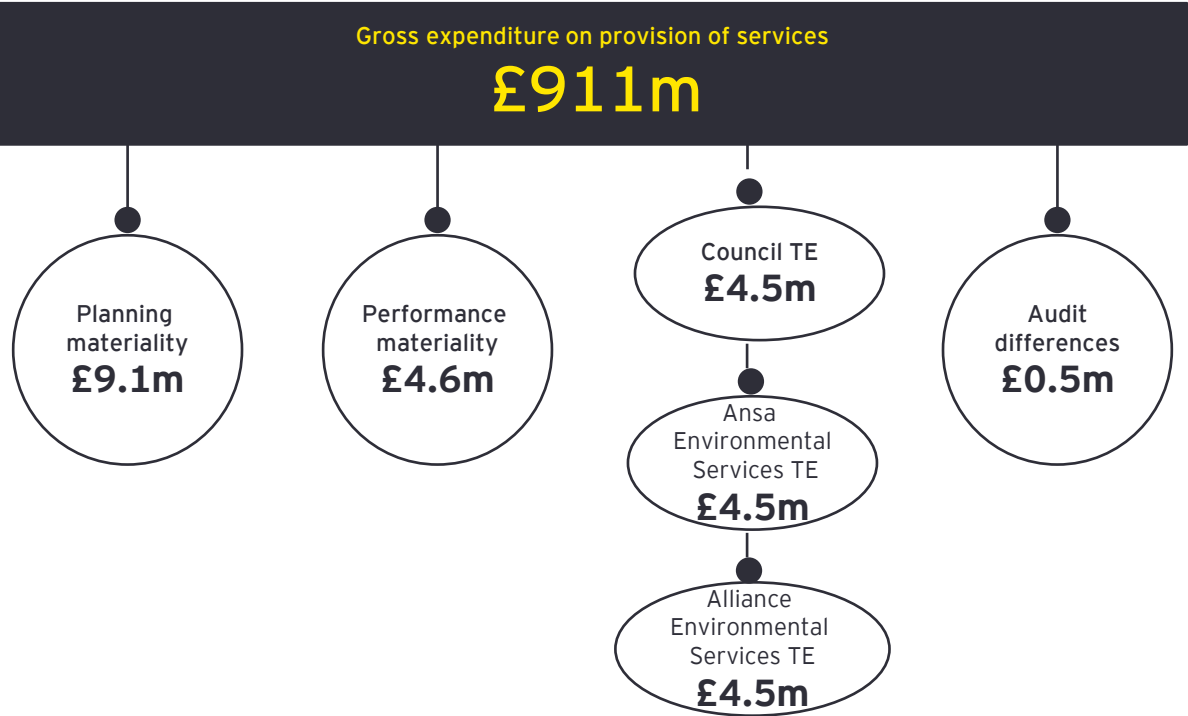 Gross expenditure on provision of services
£911m
Planning
materiality
£9.1m
Performance
materiality
£4.6m
Council TE
£4.5m
Ansa
Environmental
Services TE
£4.5m
Alliance
Environmental
Services TE
£4.5m
Audit
differences
£0.5m